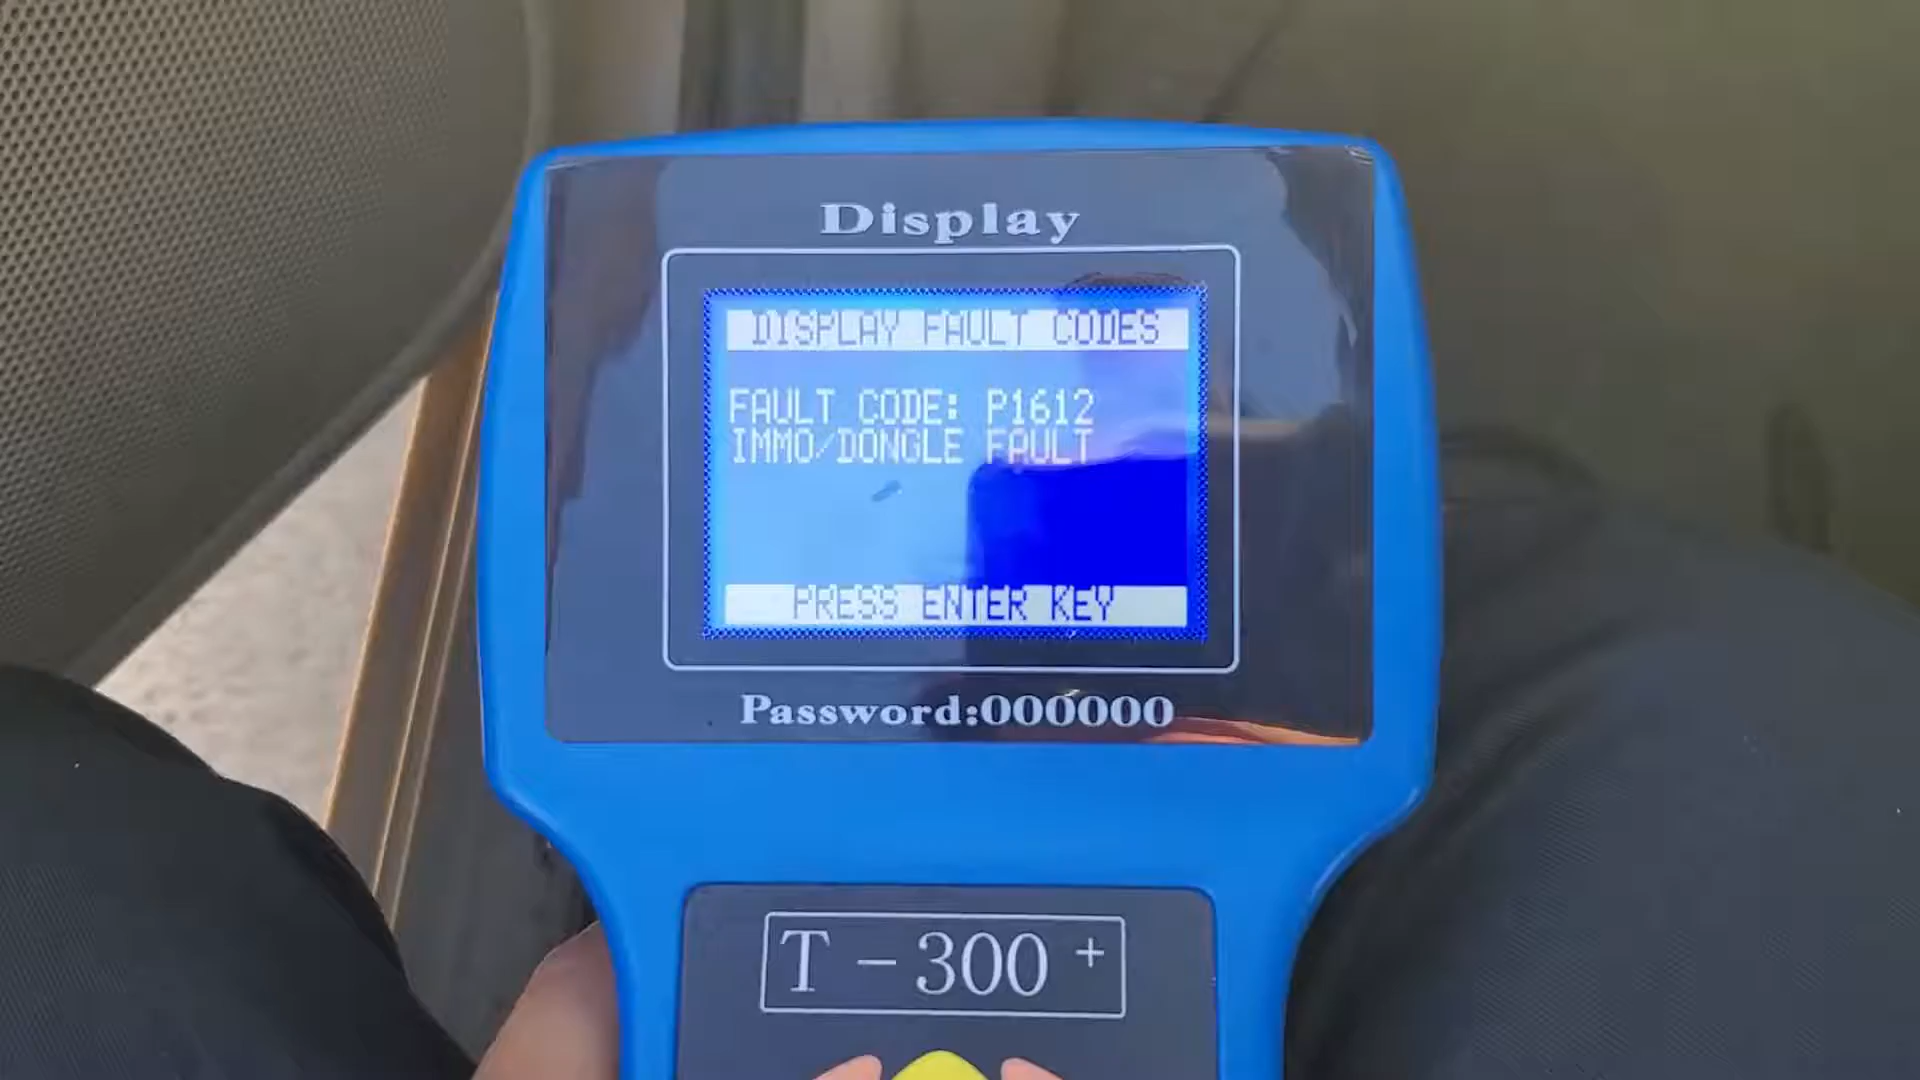 Display
DISPLAY FAULT CODES
FAULT CODE: P1612
IMMO/DONGLE FAULT
PRESS ENTER KEY
Password:000000
T-300+